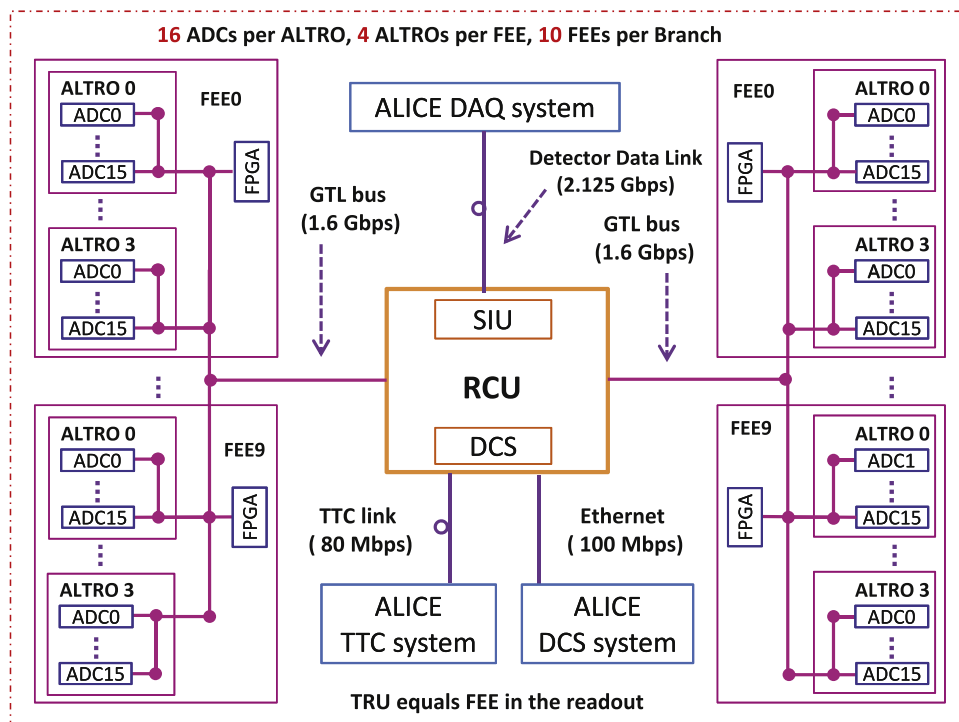 16 ADCs per ALTRO, 4 ALTROs per FEE, 10 FEEs per Branch
ALTRO 0
FEE0
ADC0
ADC15
FPGA
ALTRO 3
ADC0
ADC15
ALTRO 0
FEE9
ADC0
ADC15
FPGA
ALTRO 3
ADC0
ADC15
ALICE DAQ system
Detector Data Link
(2.125 Gbps)
GTL bus
(1.6 Gbps)
GTL bus
(1.6 Gbps)
SIU
RCU
DCS
TTC link
( 80 Mbps)
Ethernet
( 100 Mbps)
ALICE
TTC system
ALICE
DCS system
TRU equals FEE in the readout
FEE0
ALTRO 0
ADC0
ADC15
FPGA
ALTRO 3
ADC0
ADC15
FEE9
ALTRO 0
ADC1
ADC15
FPGA
ALTRO 3
ADC0
ADC15